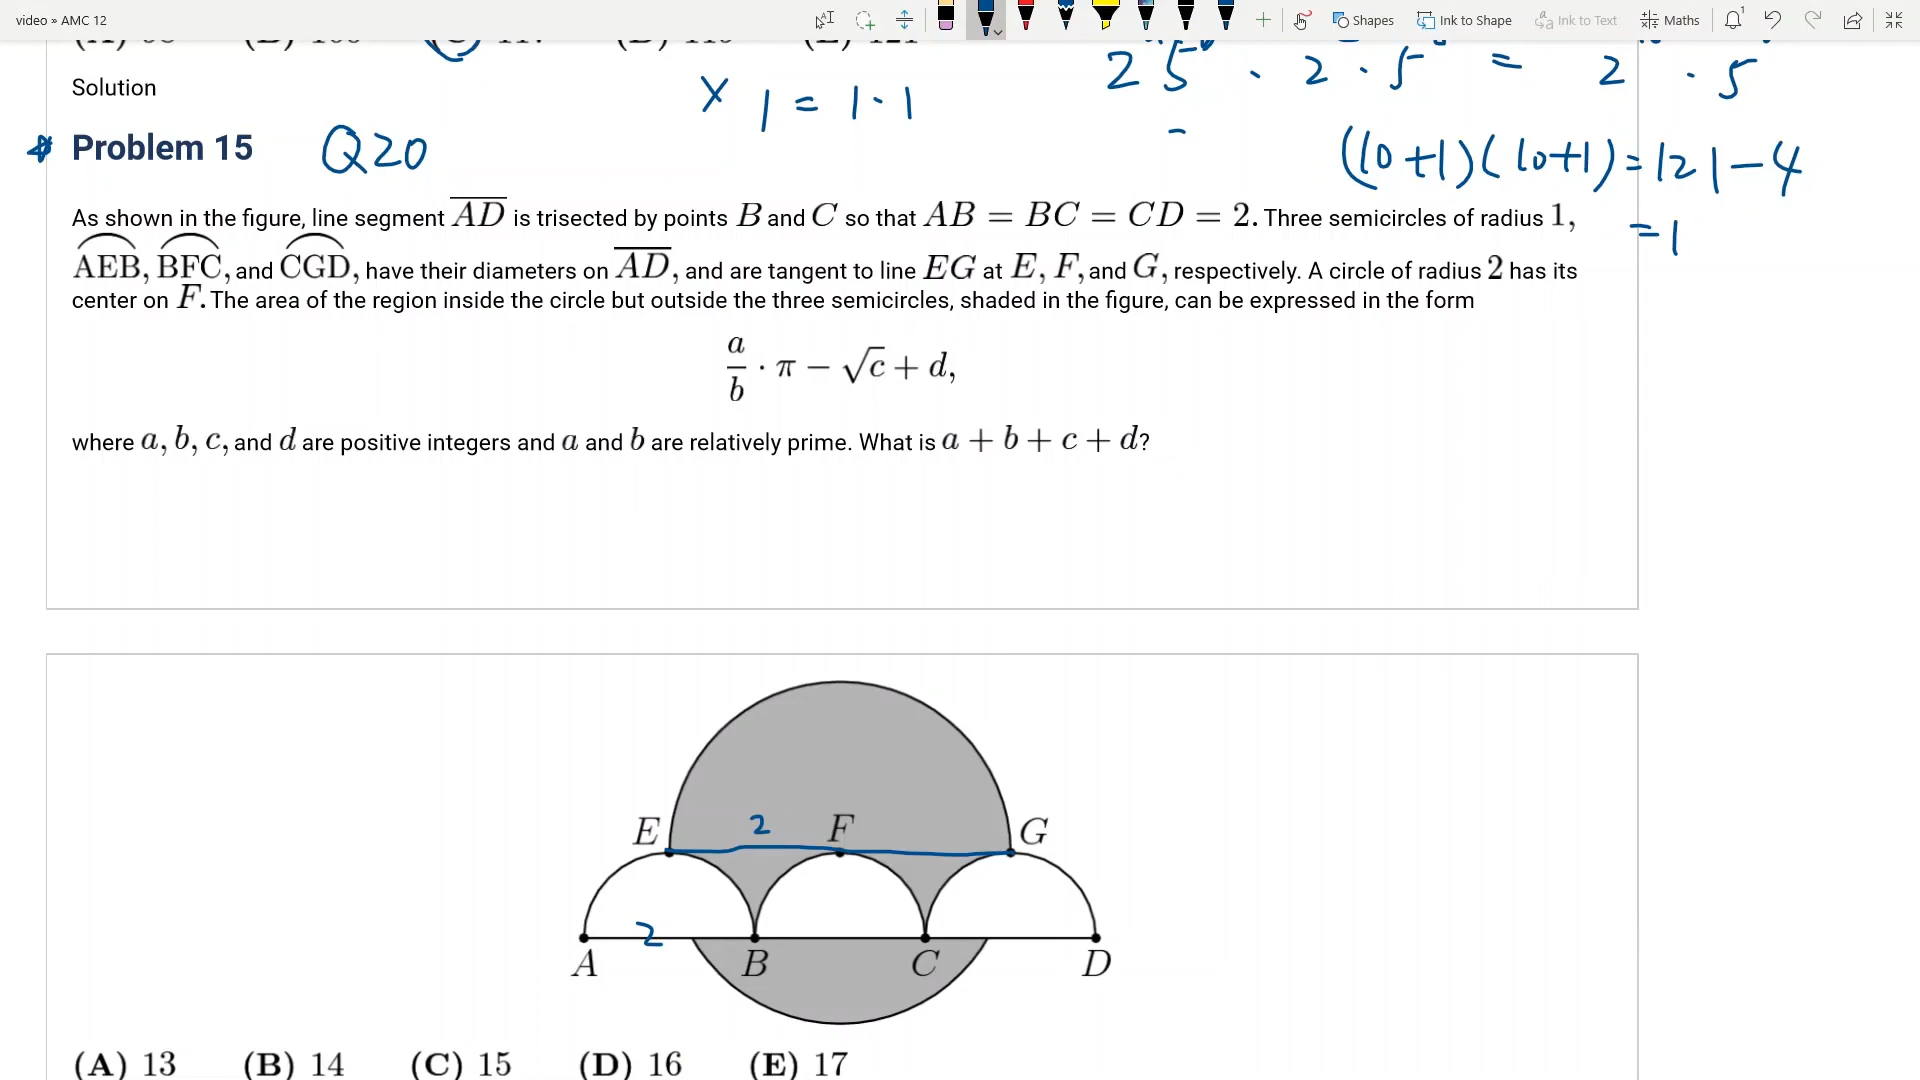 video » AMC 12
Shapes Ink to Shape Ink to Text Maths
Solution
x 1 = 1 · 1
2 5 · 2 · 5 = 2 · 5
Problem 15 Q20
(10+1)(10+1)=121-4
=1
As shown in the figure, line segment AD is trisected by points B and C so that AB = BC = CD = 2. Three semicircles of radius 1,
AEB, BFC, and CGD, have their diameters on AD, and are tangent to line EG at E, F, and G, respectively. A circle of radius 2 has its
center on F. The area of the region inside the circle but outside the three semicircles, shaded in the figure, can be expressed in the form
a/b · π − √c + d,
where a, b, c, and d are positive integers and a and b are relatively prime. What is a + b + c + d?
E 2 F G
2
A B C D
(A) 13 (B) 14 (C) 15 (D) 16 (E) 17